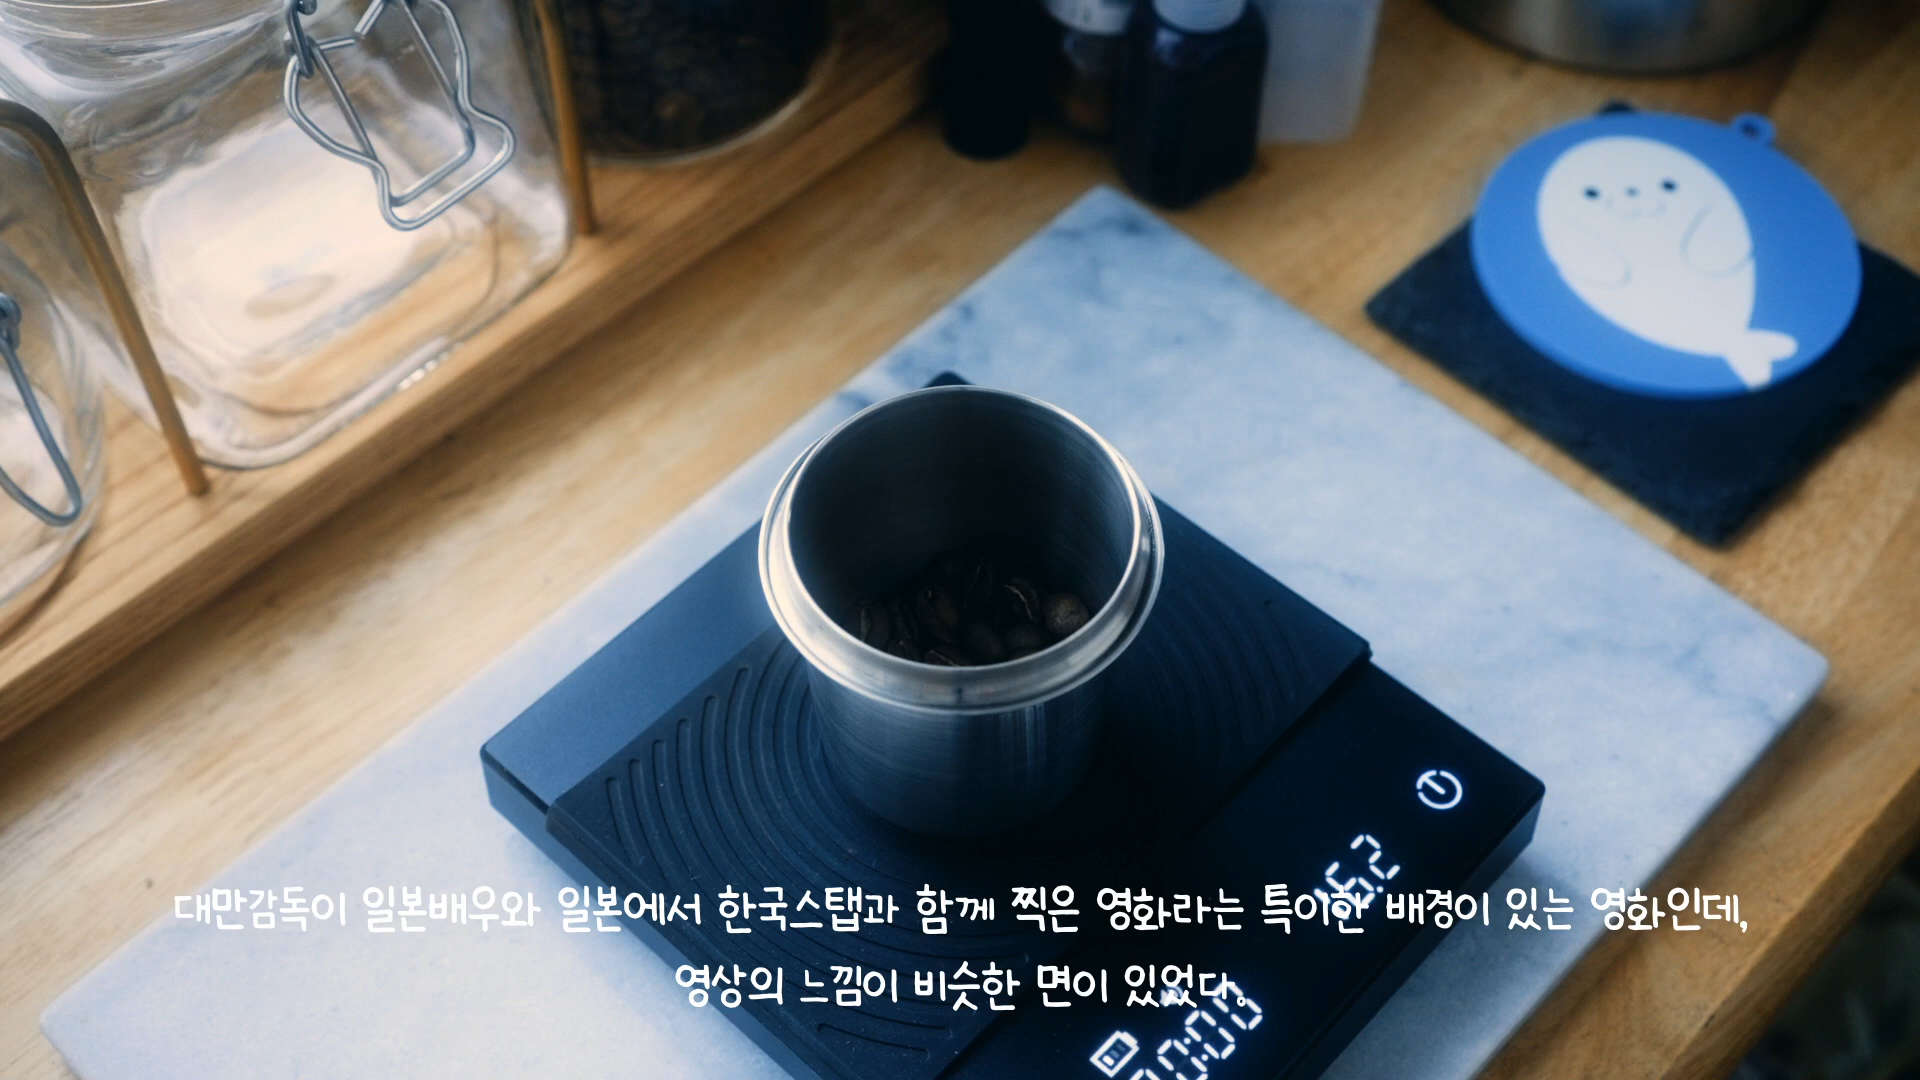 16.2
대만감독이 일본배우와 일본에서 한국스탭과 함께 찍은 영화라는 특이한 배경이 있는 영화인데,
영상의 느낌이 비슷한 면이 있었다.